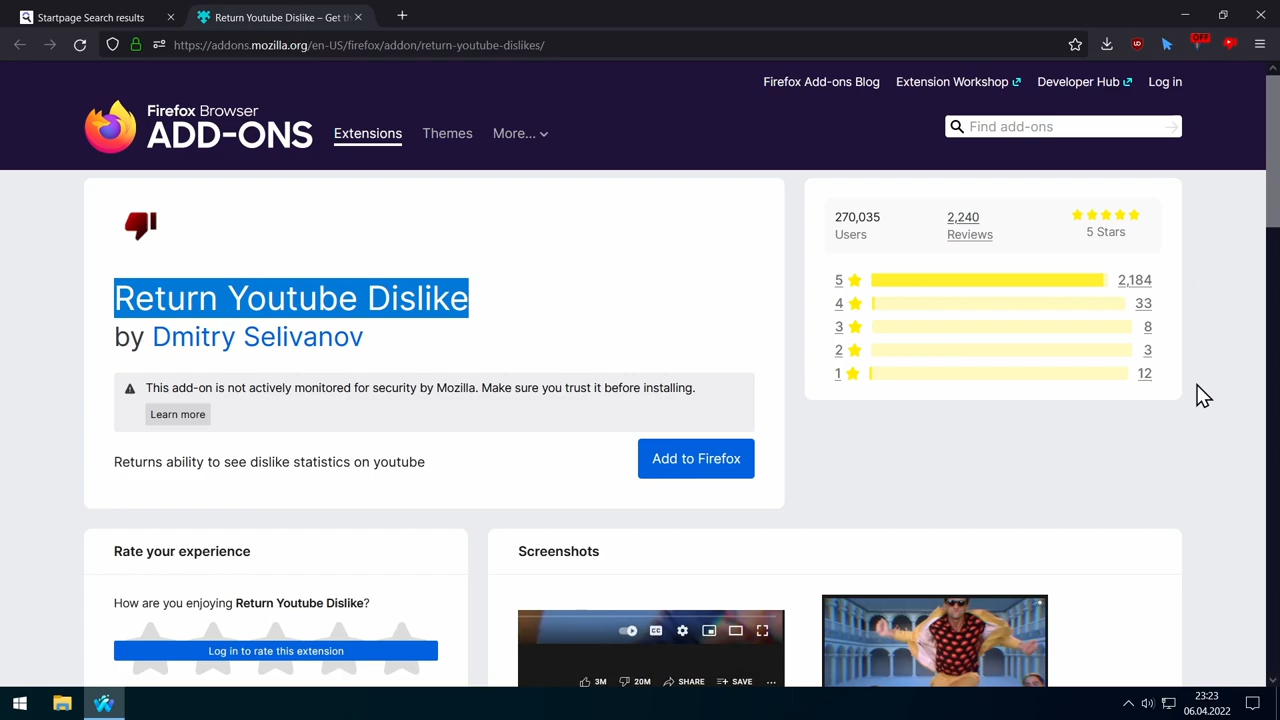 Startpage Search results
Return Youtube Dislike – Get th
https://addons.mozilla.org/en-US/firefox/addon/return-youtube-dislikes/
OFF
Firefox Add-ons Blog
Extension Workshop
Developer Hub
Log in
Firefox Browser
ADD-ONS
Extensions
Themes
More...
Find add-ons
Return Youtube Dislike
by Dmitry Selivanov
This add-on is not actively monitored for security by Mozilla. Make sure you trust it before installing.
Learn more
Returns ability to see dislike statistics on youtube
Add to Firefox
270,035
Users
2,240
Reviews
5 Stars
5 2,184
4 33
3 8
2 3
1 12
Rate your experience
How are you enjoying Return Youtube Dislike?
Log in to rate this extension
Screenshots
CC
3M 20M SHARE SAVE ...
23:23
06.04.2022